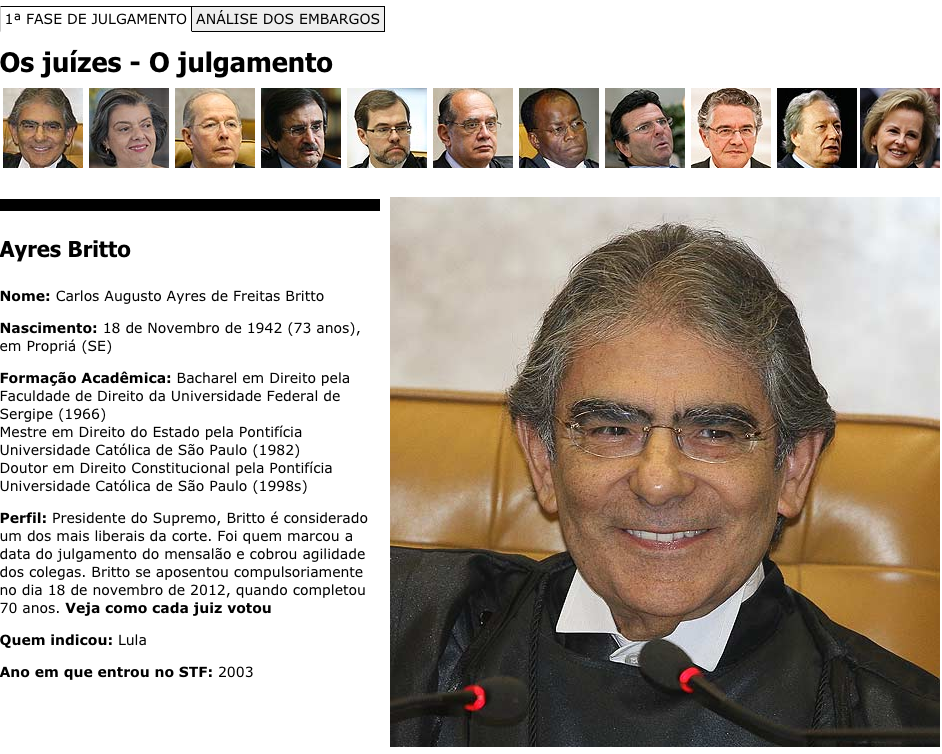 1ª FASE DE JULGAMENTO ANÁLISE DOS EMBARGOS
Os juízes - O julgamento
Ayres Britto
Nome: Carlos Augusto Ayres de Freitas Britto
Nascimento: 18 de Novembro de 1942 (73 anos),
em Propriá (SE)
Formação Acadêmica: Bacharel em Direito pela
Faculdade de Direito da Universidade Federal de
Sergipe (1966)
Mestre em Direito do Estado pela Pontifícia
Universidade Católica de São Paulo (1982)
Doutor em Direito Constitucional pela Pontifícia
Universidade Católica de São Paulo (1998s)
Perfil: Presidente do Supremo, Britto é considerado
um dos mais liberais da corte. Foi quem marcou a
data do julgamento do mensalão e cobrou agilidade
dos colegas. Britto se aposentou compulsoriamente
no dia 18 de novembro de 2012, quando completou
70 anos. Veja como cada juiz votou
Quem indicou: Lula
Ano em que entrou no STF: 2003